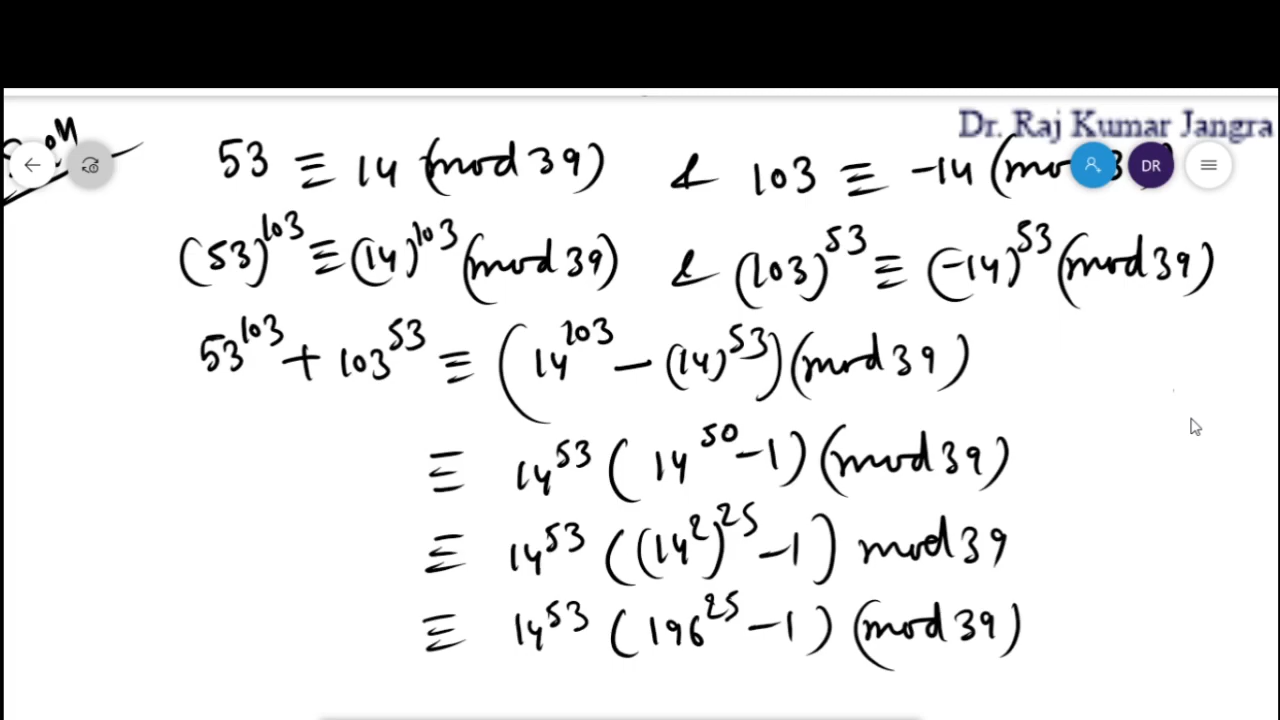 Dr. Raj Kumar Jangra
53 ≡ 14 (mod 39) & 103 ≡ -14 (mod 3
DR
(53)^103 ≡ (14)^103 (mod 39) & (103)^53 ≡ (-14)^53 (mod 39)
53^103 + 103^53 ≡ (14^103 - (14)^53) (mod 39)
≡ 14^53 (14^50 - 1) (mod 39)
≡ 14^53 ((14^2)^25 - 1) mod 39
≡ 14^53 (196^25 - 1) (mod 39)